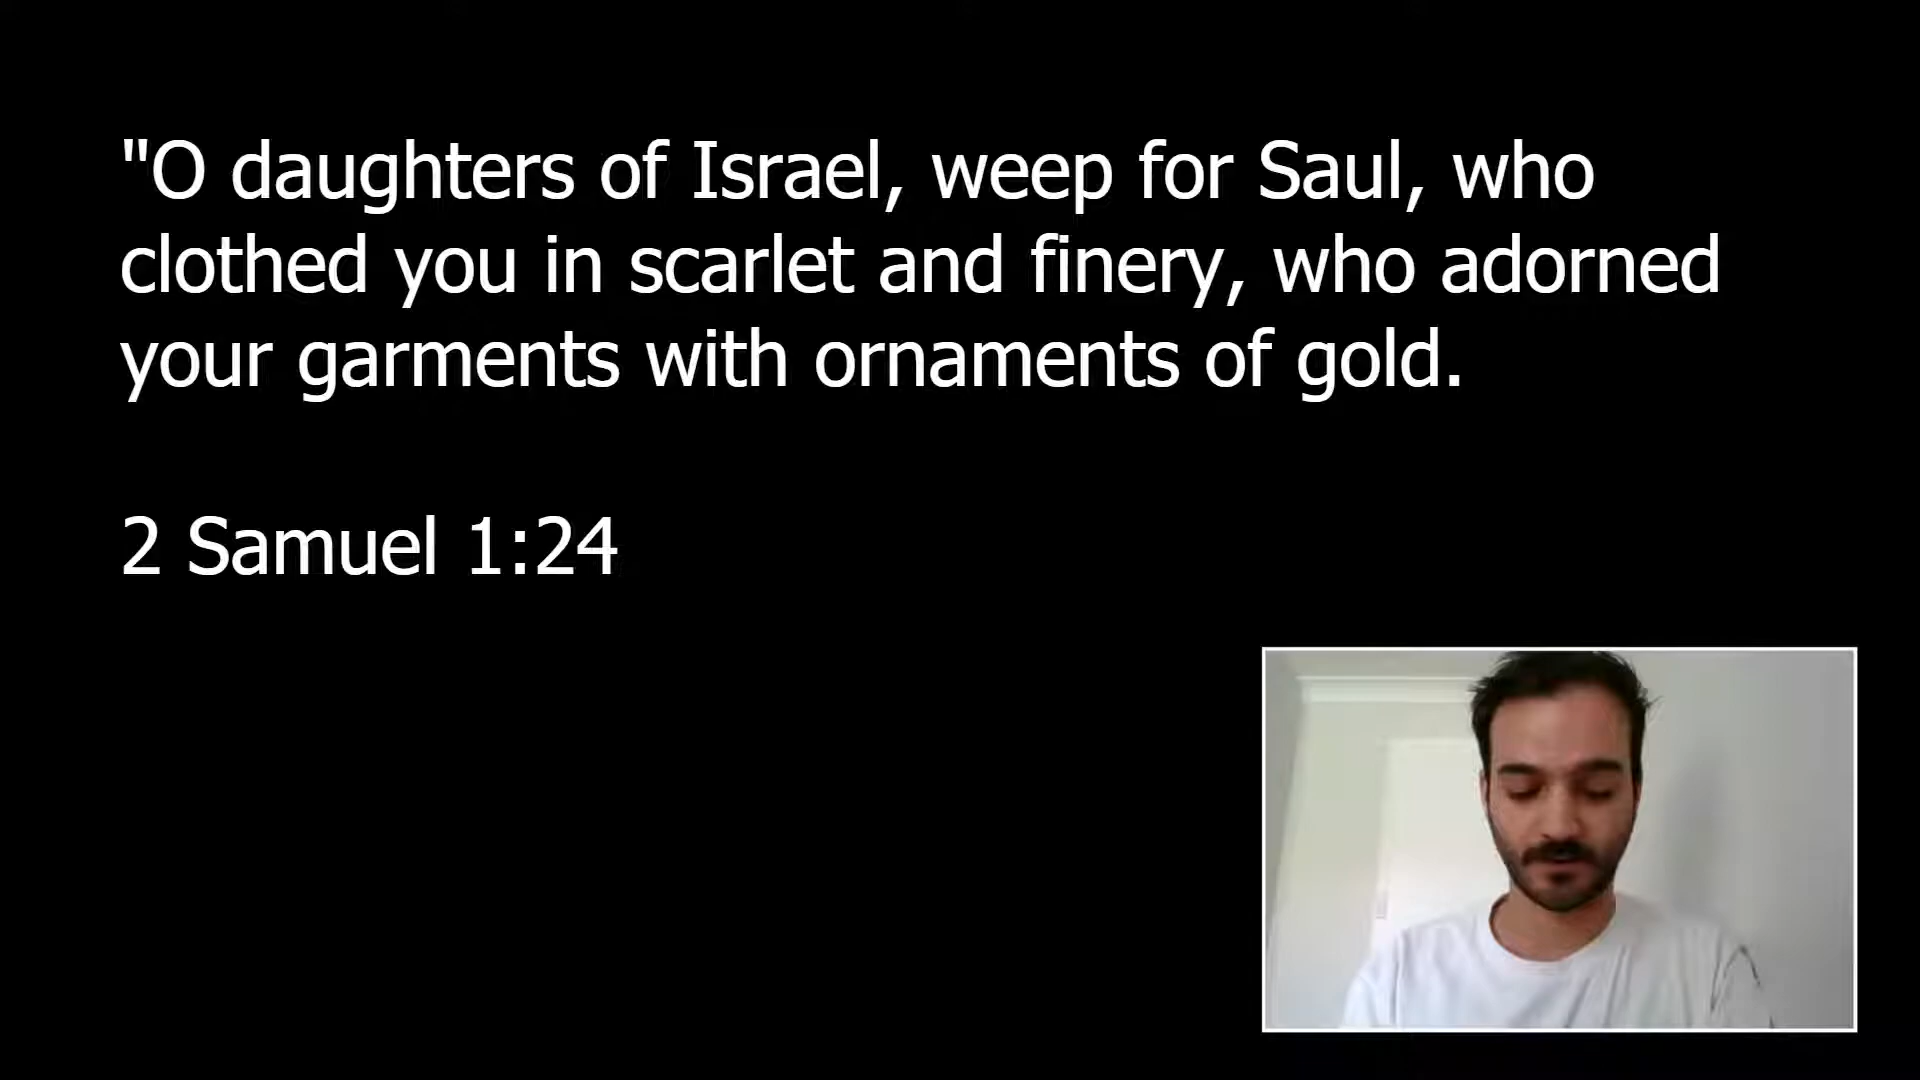 "O daughters of Israel, weep for Saul, who
clothed you in scarlet and finery, who adorned
your garments with ornaments of gold.
2 Samuel 1:24